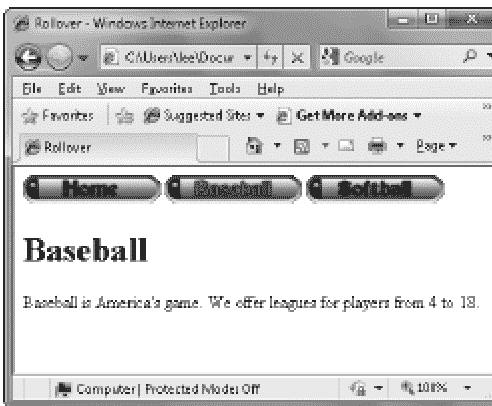 Rollover - Windows Internet Explorer
C:\Users\lee\Docur
Google
File Edit View Favorites Tools Help
Favorites Suggested Sites Get More Add-ons
Rollover Page
Home Baseball Softball
Baseball
Baseball is America's game. We offer leagues for players from 4 to 18.
Computer | Protected Mode: Off 100%